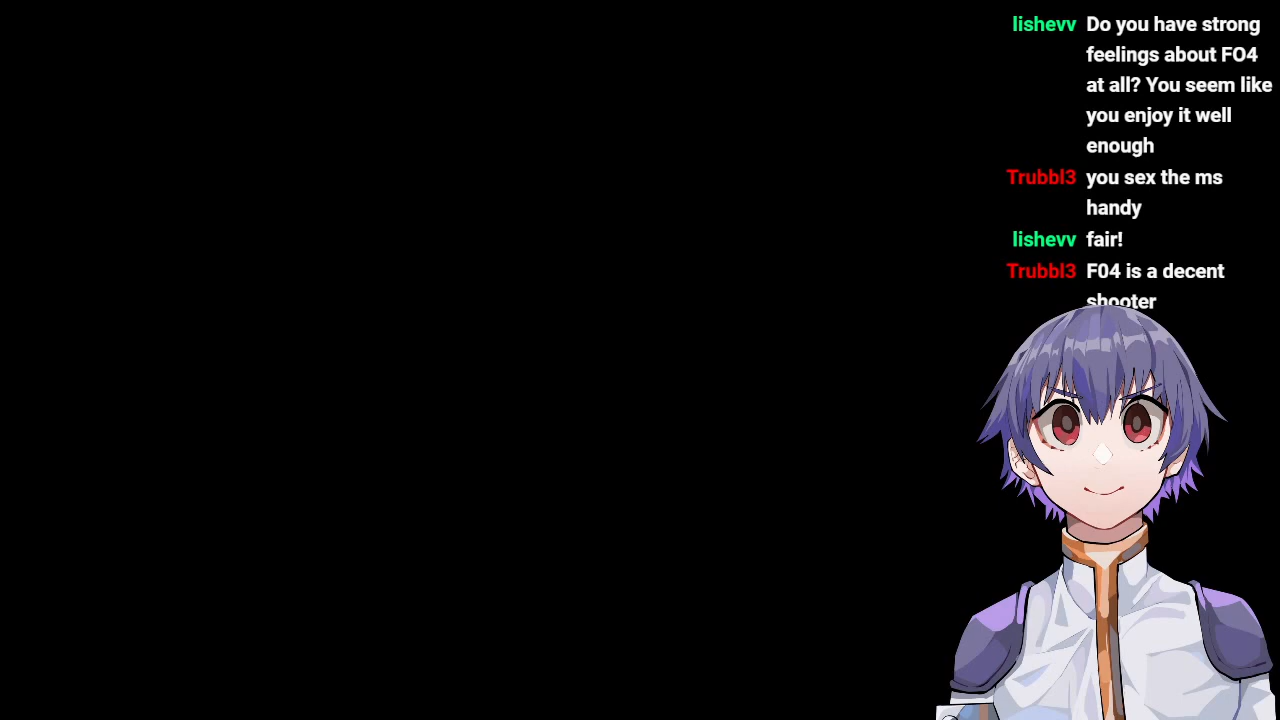 lishevv Do you have strong
feelings about FO4
at all? You seem like
you enjoy it well
enough
Trubbl3 you sex the ms
handy
lishevv fair!
Trubbl3 F04 is a decent
shooter